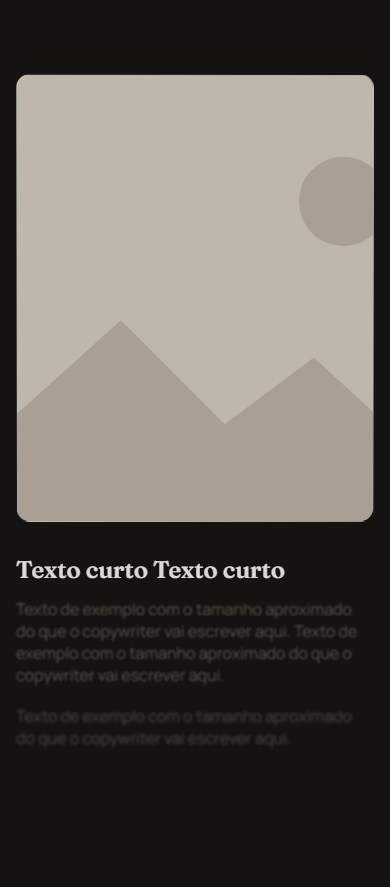 Texto curto Texto curto
Texto de exemplo com o tamanho aproximado
do que o copywriter vai escrever aqui. Texto de
exemplo com o tamanho aproximado do que o
copywriter vai escrever aqui.
Texto de exemplo com o tamanho aproximado
do que o copywriter vai escrever aqui.